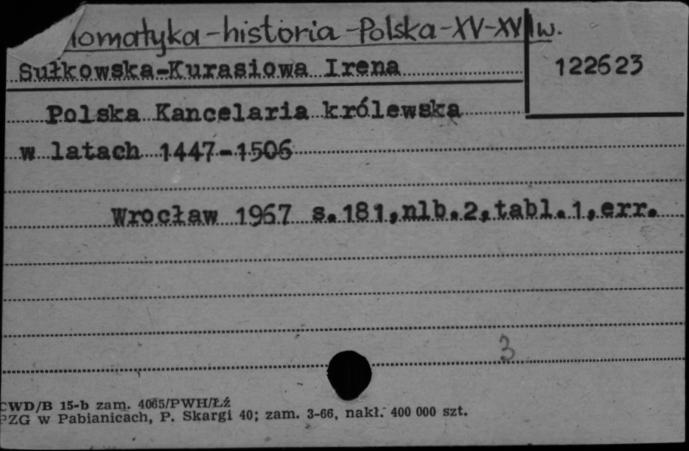 lomatyka-historia-Polska-XV-XVIw.
Sułkowska-Kurasiowa Irena
122623
Polska Kancelaria królewska
w latach 1447-1506
Wrocław 1967 s.181,nlb.2,tabl.1,err.
3
CWD/B 15-b zam. 4065/PWH/Łź
PZG w Pabianicach, P. Skargi 40; zam. 3-66, nakł. 400 000 szt.